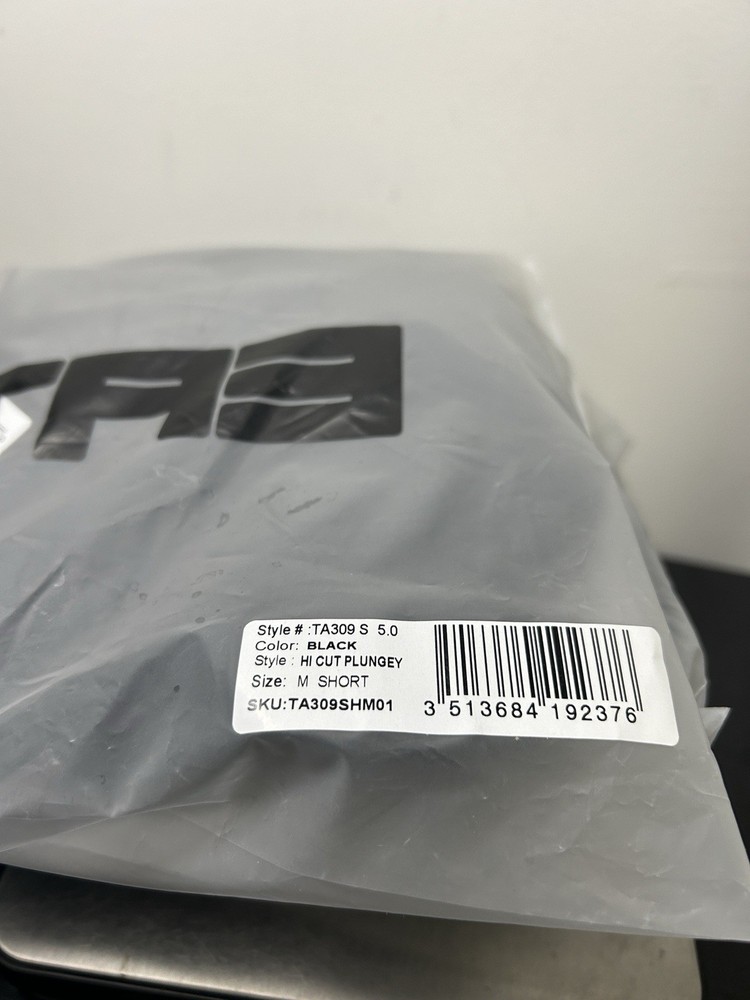 Style # :TA309 S 5.0
Color: BLACK
Style : HI CUT PLUNGEY
Size: M SHORT
SKU:TA309SHM01
3 513684 192376